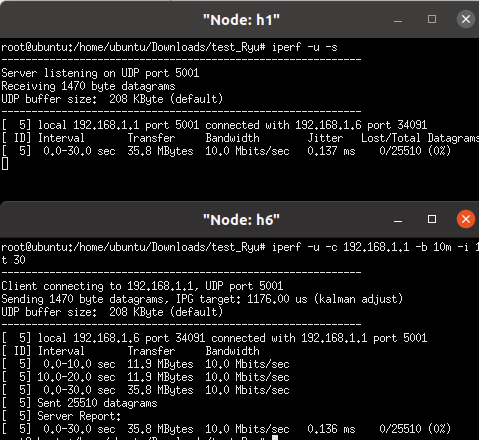 "Node: h1"
root@ubuntu:/home/ubuntu/Downloads/test_Ryu# iperf -u -s
------------------------------------------------------------
Server listening on UDP port 5001
Receiving 1470 byte datagrams
UDP buffer size:  208 KByte (default)
------------------------------------------------------------
[  5] local 192.168.1.1 port 5001 connected with 192.168.1.6 port 34091
[ ID] Interval       Transfer     Bandwidth        Jitter   Lost/Total Datagrams
[  5]  0.0-30.0 sec  35.8 MBytes  10.0 Mbits/sec   0.137 ms    0/25510 (0%)
"Node: h6"
root@ubuntu:/home/ubuntu/Downloads/test_Ryu# iperf -u -c 192.168.1.1 -b 10m -i 1
t 30
------------------------------------------------------------
Client connecting to 192.168.1.1, UDP port 5001
Sending 1470 byte datagrams, IPG target: 1176.00 us (kalman adjust)
UDP buffer size:  208 KByte (default)
------------------------------------------------------------
[  5] local 192.168.1.6 port 34091 connected with 192.168.1.1 port 5001
[ ID] Interval       Transfer     Bandwidth
[  5]  0.0-10.0 sec  11.9 MBytes  10.0 Mbits/sec
[  5] 10.0-20.0 sec  11.9 MBytes  10.0 Mbits/sec
[  5]  0.0-30.0 sec  35.8 MBytes  10.0 Mbits/sec
[  5] Sent 25510 datagrams
[  5] Server Report:
[  5]  0.0-30.0 sec  35.8 MBytes  10.0 Mbits/sec   0.136 ms    0/25510 (0%)